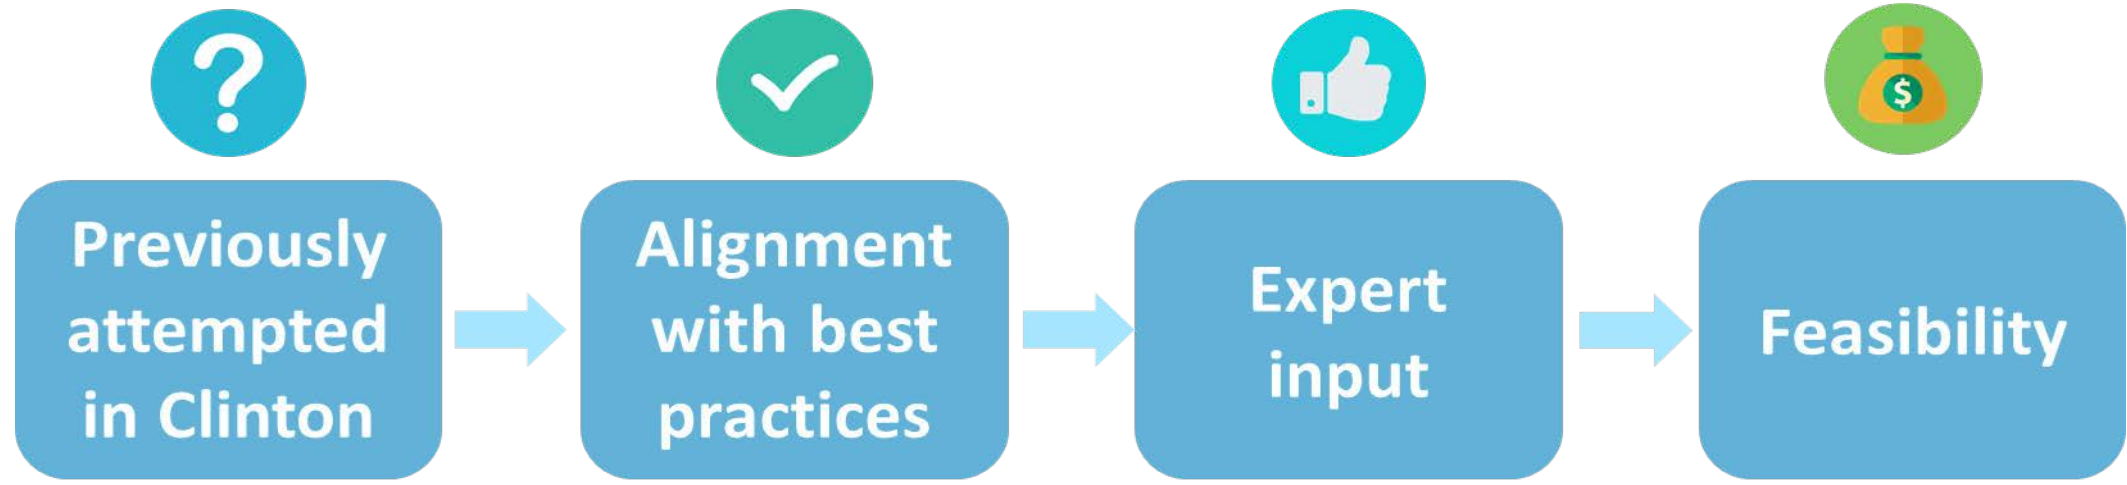 $
Previously
attempted
in Clinton
Alignment
with best
practices
Expert
input
Feasibility